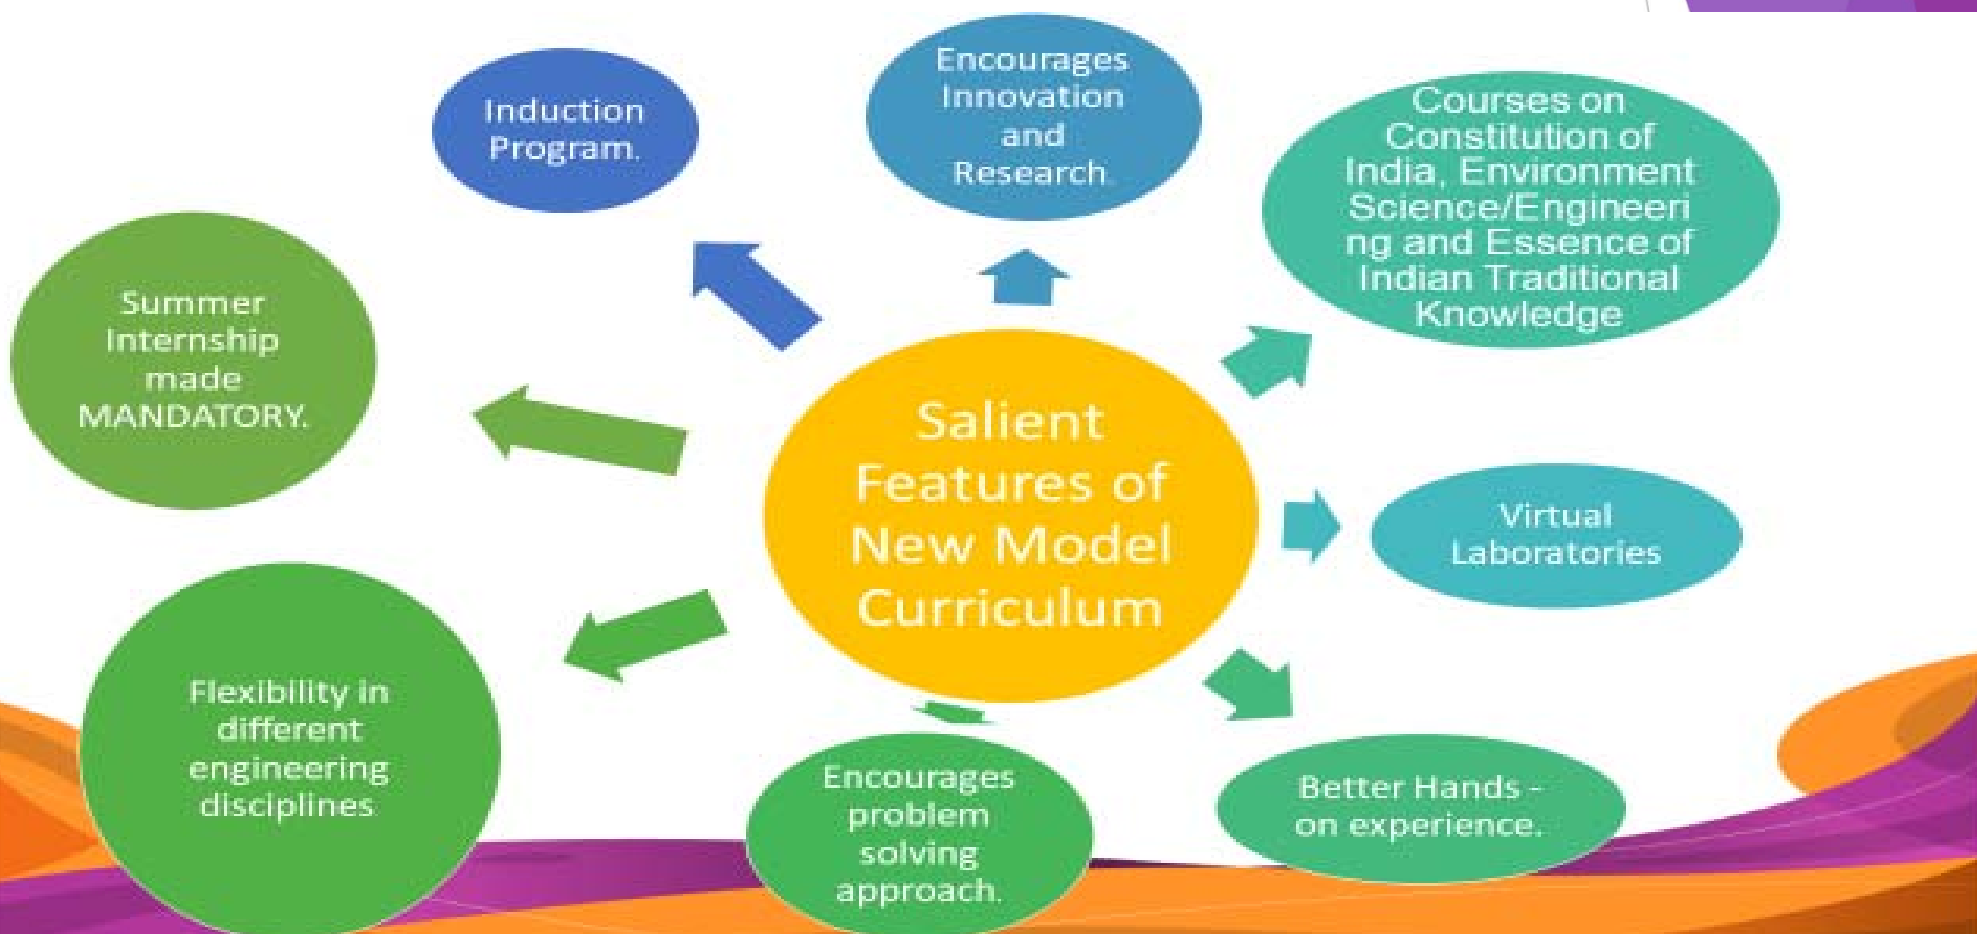 Induction
Program.
Encourages
Innovation
and
Research.
Courses on
Constitution of
India, Environment
Science/Engineeri
ng and Essence of
Indian Traditional
Knowledge
Summer
Internship
made
MANDATORY.
Salient
Features of
New Model
Curriculum
Virtual
Laboratories
Flexibility in
different
engineering
disciplines
Encourages
problem
solving
approach.
Better Hands -
on experience.